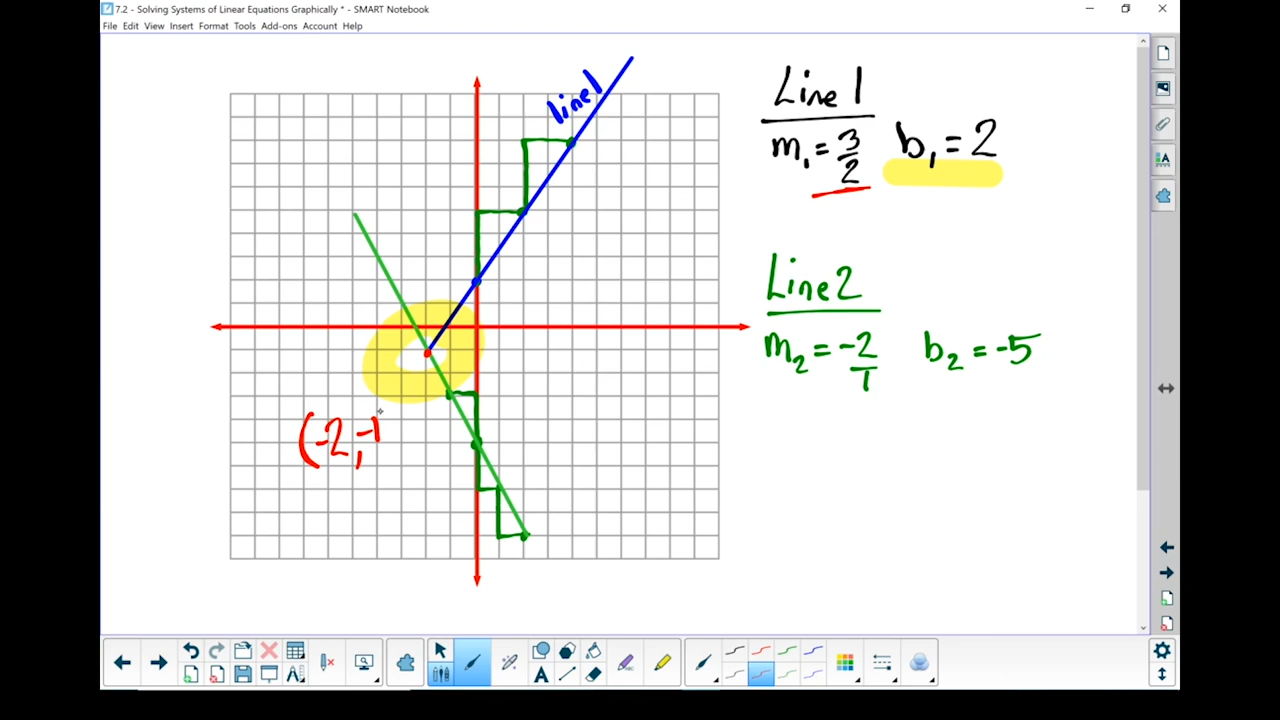 7.2 - Solving Systems of Linear Equations Graphically * - SMART Notebook
File Edit View Insert Format Tools Add-ons Account Help
line1
Line 1
m₁ = 3/2 b₁ = 2
Line 2
m₂ = -2/1 b₂ = -5
(-2,-1